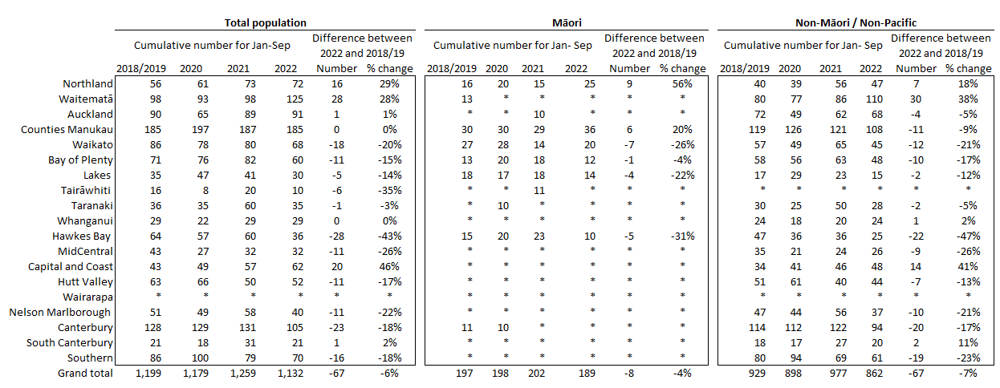 Total population Māori Non-Māori / Non-Pacific
Cumulative number for Jan-Sep Difference between 2022 and 2018/19 Cumulative number for Jan- Sep Difference between 2022 and 2018/19 Cumulative number for Jan- Sep Difference between 2022 and 2018/19
2018/2019 2020 2021 2022 Number % change 2018/2019 2020 2021 2022 Number % change 2018/2019 2020 2021 2022 Number % change
Northland 56 61 73 72 16 29% 16 20 15 25 9 56% 40 39 56 47 7 18%
Waitematā 98 93 98 125 28 28% 13 * * * * * 80 77 86 110 30 38%
Auckland 90 65 89 91 1 1% * * 10 * * * 72 49 62 68 -4 -5%
Counties Manukau 185 197 187 185 0 0% 30 30 29 36 6 20% 119 126 121 108 -11 -9%
Waikato 86 78 80 68 -18 -20% 27 28 14 20 -7 -26% 57 49 65 45 -12 -21%
Bay of Plenty 71 76 82 60 -11 -15% 13 20 18 12 -1 -4% 58 56 63 48 -10 -17%
Lakes 35 47 41 30 -5 -14% 18 17 18 14 -4 -22% 17 29 23 15 -2 -12%
Tairāwhiti 16 8 20 10 -6 -35% * * 11 * * * * * * * * *
Taranaki 36 35 60 35 -1 -3% * 10 * * * * 30 25 50 28 -2 -5%
Whanganui 29 22 29 29 0 0% * * * * * * 24 18 20 24 1 2%
Hawkes Bay 64 57 60 36 -28 -43% 15 20 23 10 -5 -31% 47 36 36 25 -22 -47%
MidCentral 43 27 32 32 -11 -26% * * * * * * 35 21 24 26 -9 -26%
Capital and Coast 43 49 57 62 20 46% * * * * * * 34 41 46 48 14 41%
Hutt Valley 63 66 50 52 -11 -17% * * * * * * 51 61 40 44 -7 -13%
Wairarapa * * * * * * * * * * * * * * * * * *
Nelson Marlborough 51 49 58 40 -11 -22% * * * * * * 47 44 56 37 -10 -21%
Canterbury 128 129 131 105 -23 -18% 11 10 * * * * 114 112 122 94 -20 -17%
South Canterbury 21 18 31 21 1 2% * * * * * * 18 17 27 20 2 11%
Southern 86 100 79 70 -16 -18% * * * * * * 80 94 69 61 -19 -23%
Grand total 1,199 1,179 1,259 1,132 -67 -6% 197 198 202 189 -8 -4% 929 898 977 862 -67 -7%